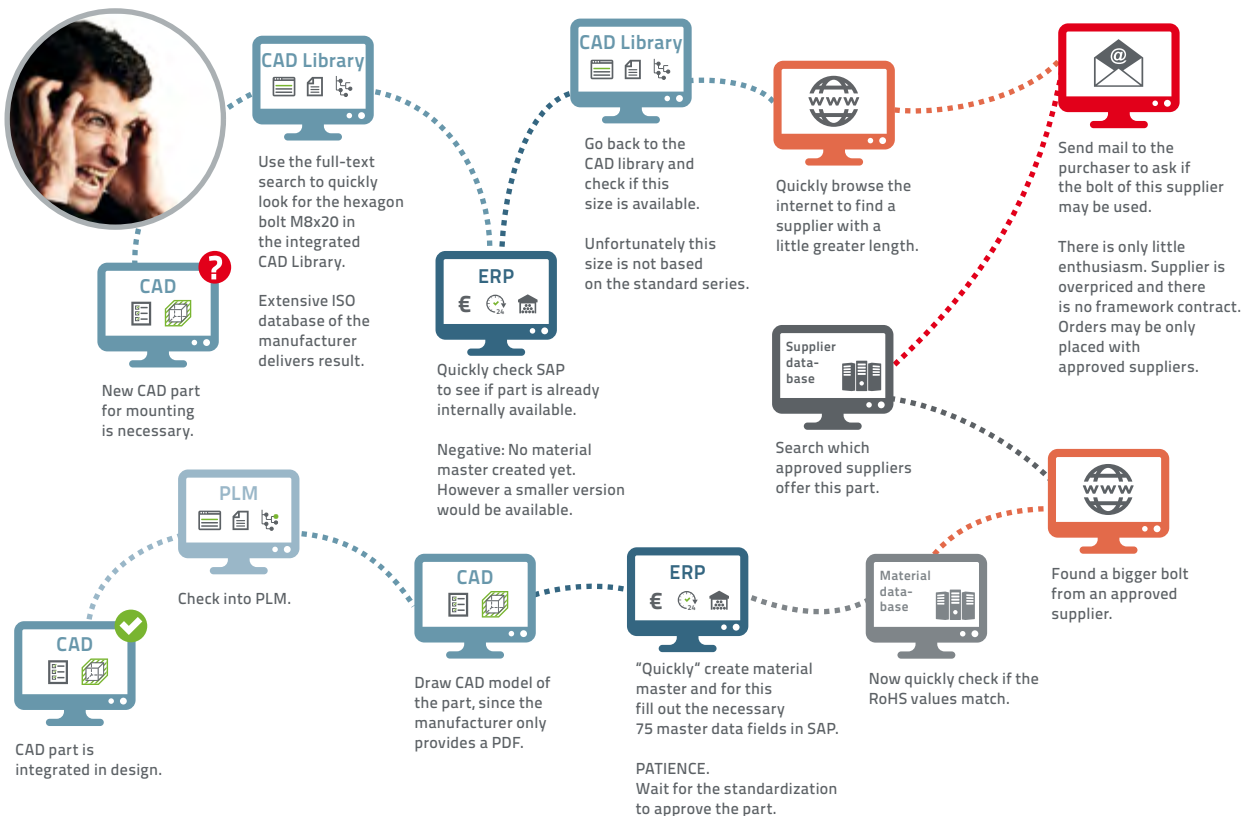 CAD
?
New CAD part
for mounting
is necessary.
CAD Library
Use the full-text
search to quickly
look for the hexagon
bolt M8x20 in
the integrated
CAD Library.
Extensive ISO
database of the
manufacturer
delivers result.
ERP
€
24
Quickly check SAP
to see if part is already
internally available.
Negative: No material
master created yet.
However a smaller version
would be available.
CAD Library
Go back to the
CAD library and
check if this
size is available.
Unfortunately this
size is not based
on the standard series.
WWW
Quickly browse the
internet to find a
supplier with a
little greater length.
@
Send mail to the
purchaser to ask if
the bolt of this supplier
may be used.
There is only little
enthusiasm. Supplier is
overpriced and there
is no framework contract.
Orders may be only
placed with
approved suppliers.
Supplier
data-
base
Search which
approved suppliers
offer this part.
WWW
Found a bigger bolt
from an approved
supplier.
Material
data-
base
Now quickly check if the
RoHS values match.
ERP
€
24
“Quickly” create material
master and for this
fill out the necessary
75 master data fields in SAP.
PATIENCE.
Wait for the standardization
to approve the part.
CAD
Draw CAD model of
the part, since the
manufacturer only
provides a PDF.
PLM
Check into PLM.
CAD
CAD part is
integrated in design.